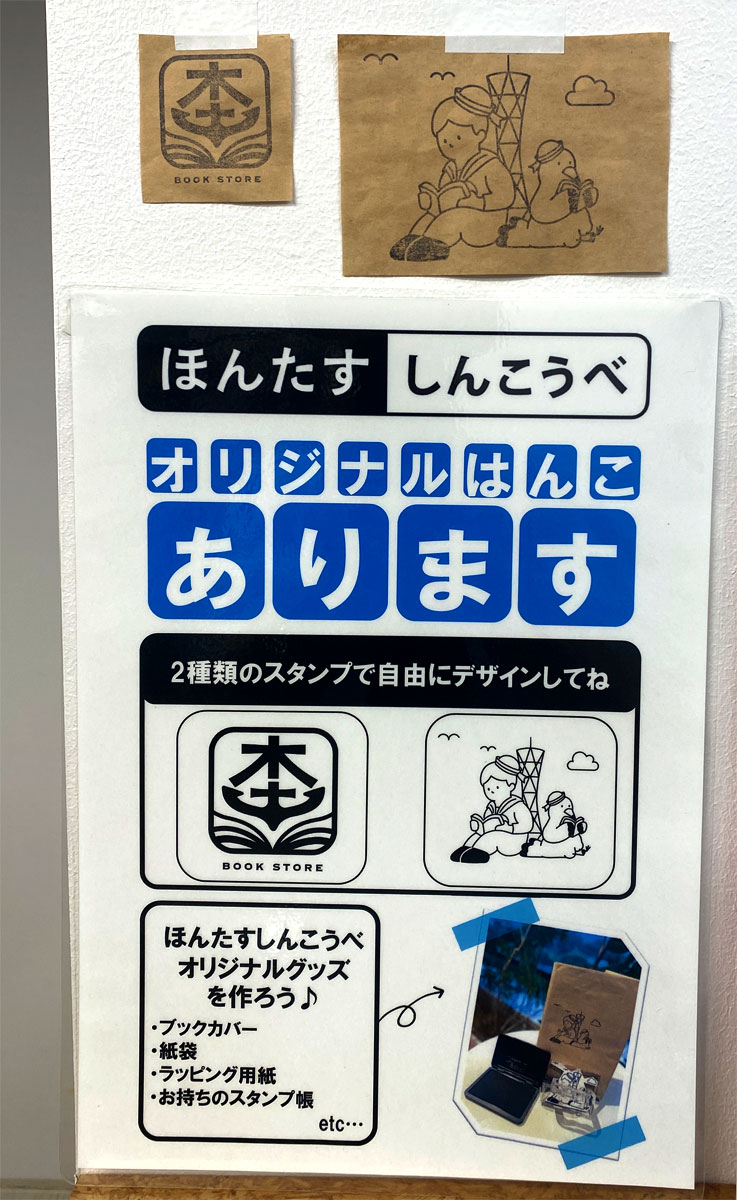 BOOK STORE
ほんたす しんこうべ
オリジナルはんこ
あります
2種類のスタンプで自由にデザインしてね
BOOK STORE
ほんたすしんこうべ
オリジナルグッズ
を作ろう♪
・ブックカバー
・紙袋
・ラッピング用紙
・お持ちのスタンプ帳
etc…